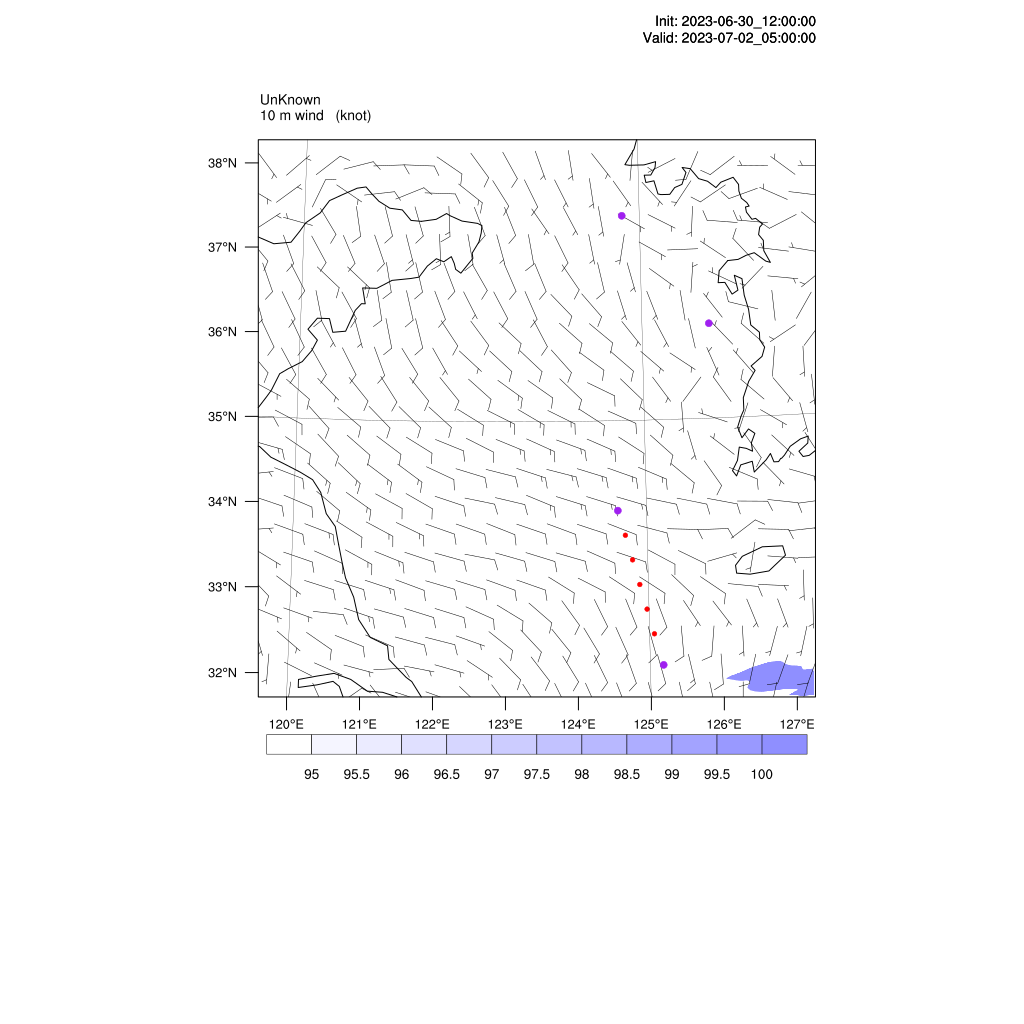 Init: 2023-06-30_12:00:00
Valid: 2023-07-02_05:00:00
UnKnown
10 m wind (knot)
38°N
37°N
36°N
35°N
34°N
33°N
32°N
120°E 121°E 122°E 123°E 124°E 125°E 126°E 127°E
95 95.5 96 96.5 97 97.5 98 98.5 99 99.5 100